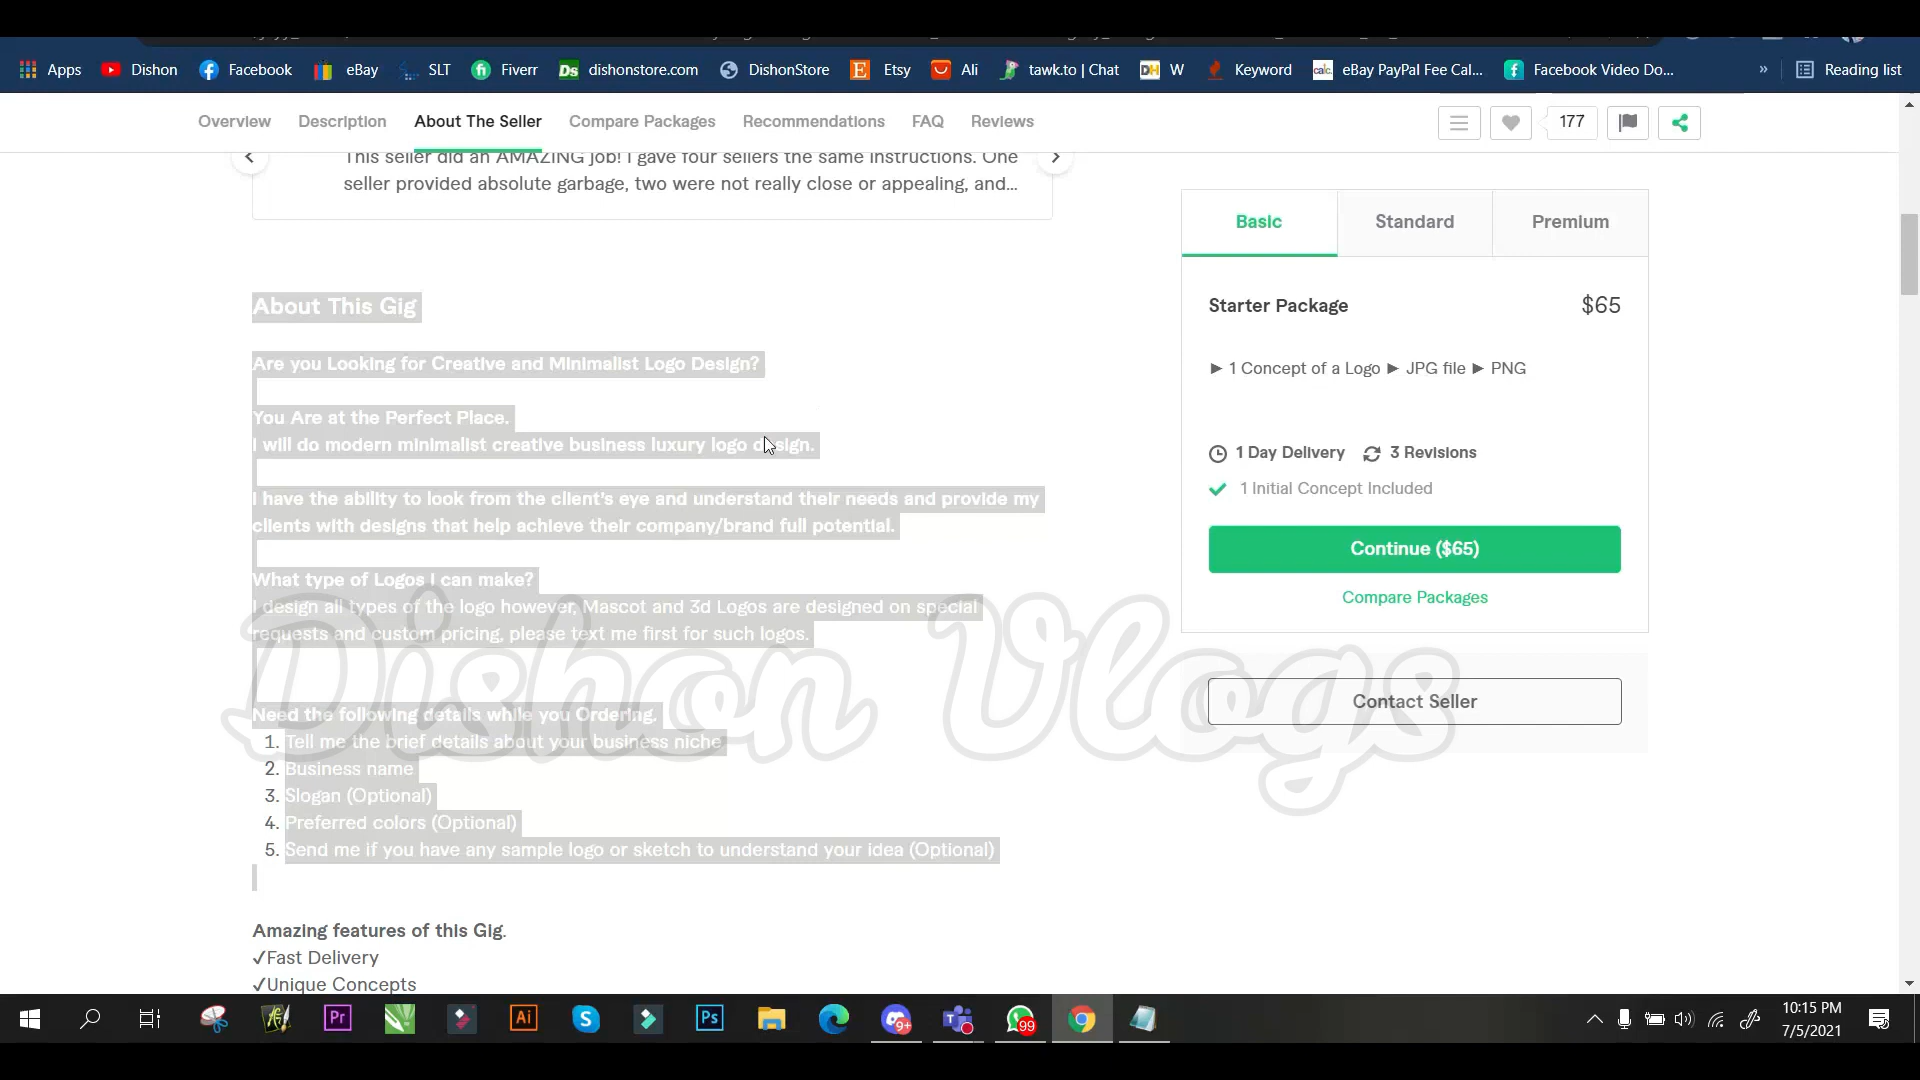 Apps Dishon Facebook eBay SLT Fiverr dishonstore.com DishonStore Etsy Ali tawk.to | Chat W Keyword eBay PayPal Fee Cal... Facebook Video Do... » Reading list
Overview Description About The Seller Compare Packages Recommendations FAQ Reviews 177
This seller did an AMAZING job! I gave four sellers the same instructions. One
seller provided absolute garbage, two were not really close or appealing, and...
Basic Standard Premium
Starter Package $65
► 1 Concept of a Logo ► JPG file ► PNG
1 Day Delivery 3 Revisions
1 Initial Concept Included
Continue ($65)
Compare Packages
Contact Seller
About This Gig
Are you Looking for Creative and Minimalist Logo Design?
You Are at the Perfect Place.
I will do modern minimalist creative business luxury logo design.
I have the ability to look from the client's eye and understand their needs and provide my
clients with designs that help achieve their company/brand full potential.
What type of Logos I can make?
I design all types of the logo however, Mascot and 3d Logos are designed on special
requests and custom pricing, please text me first for such logos.
Need the following details while you Ordering.
1. Tell me the brief details about your business niche
2. Business name
3. Slogan (Optional)
4. Preferred colors (Optional)
5. Send me if you have any sample logo or sketch to understand your idea (Optional)
Amazing features of this Gig.
✓Fast Delivery
✓Unique Concepts
Dishon Vlogs
10:15 PM
7/5/2021